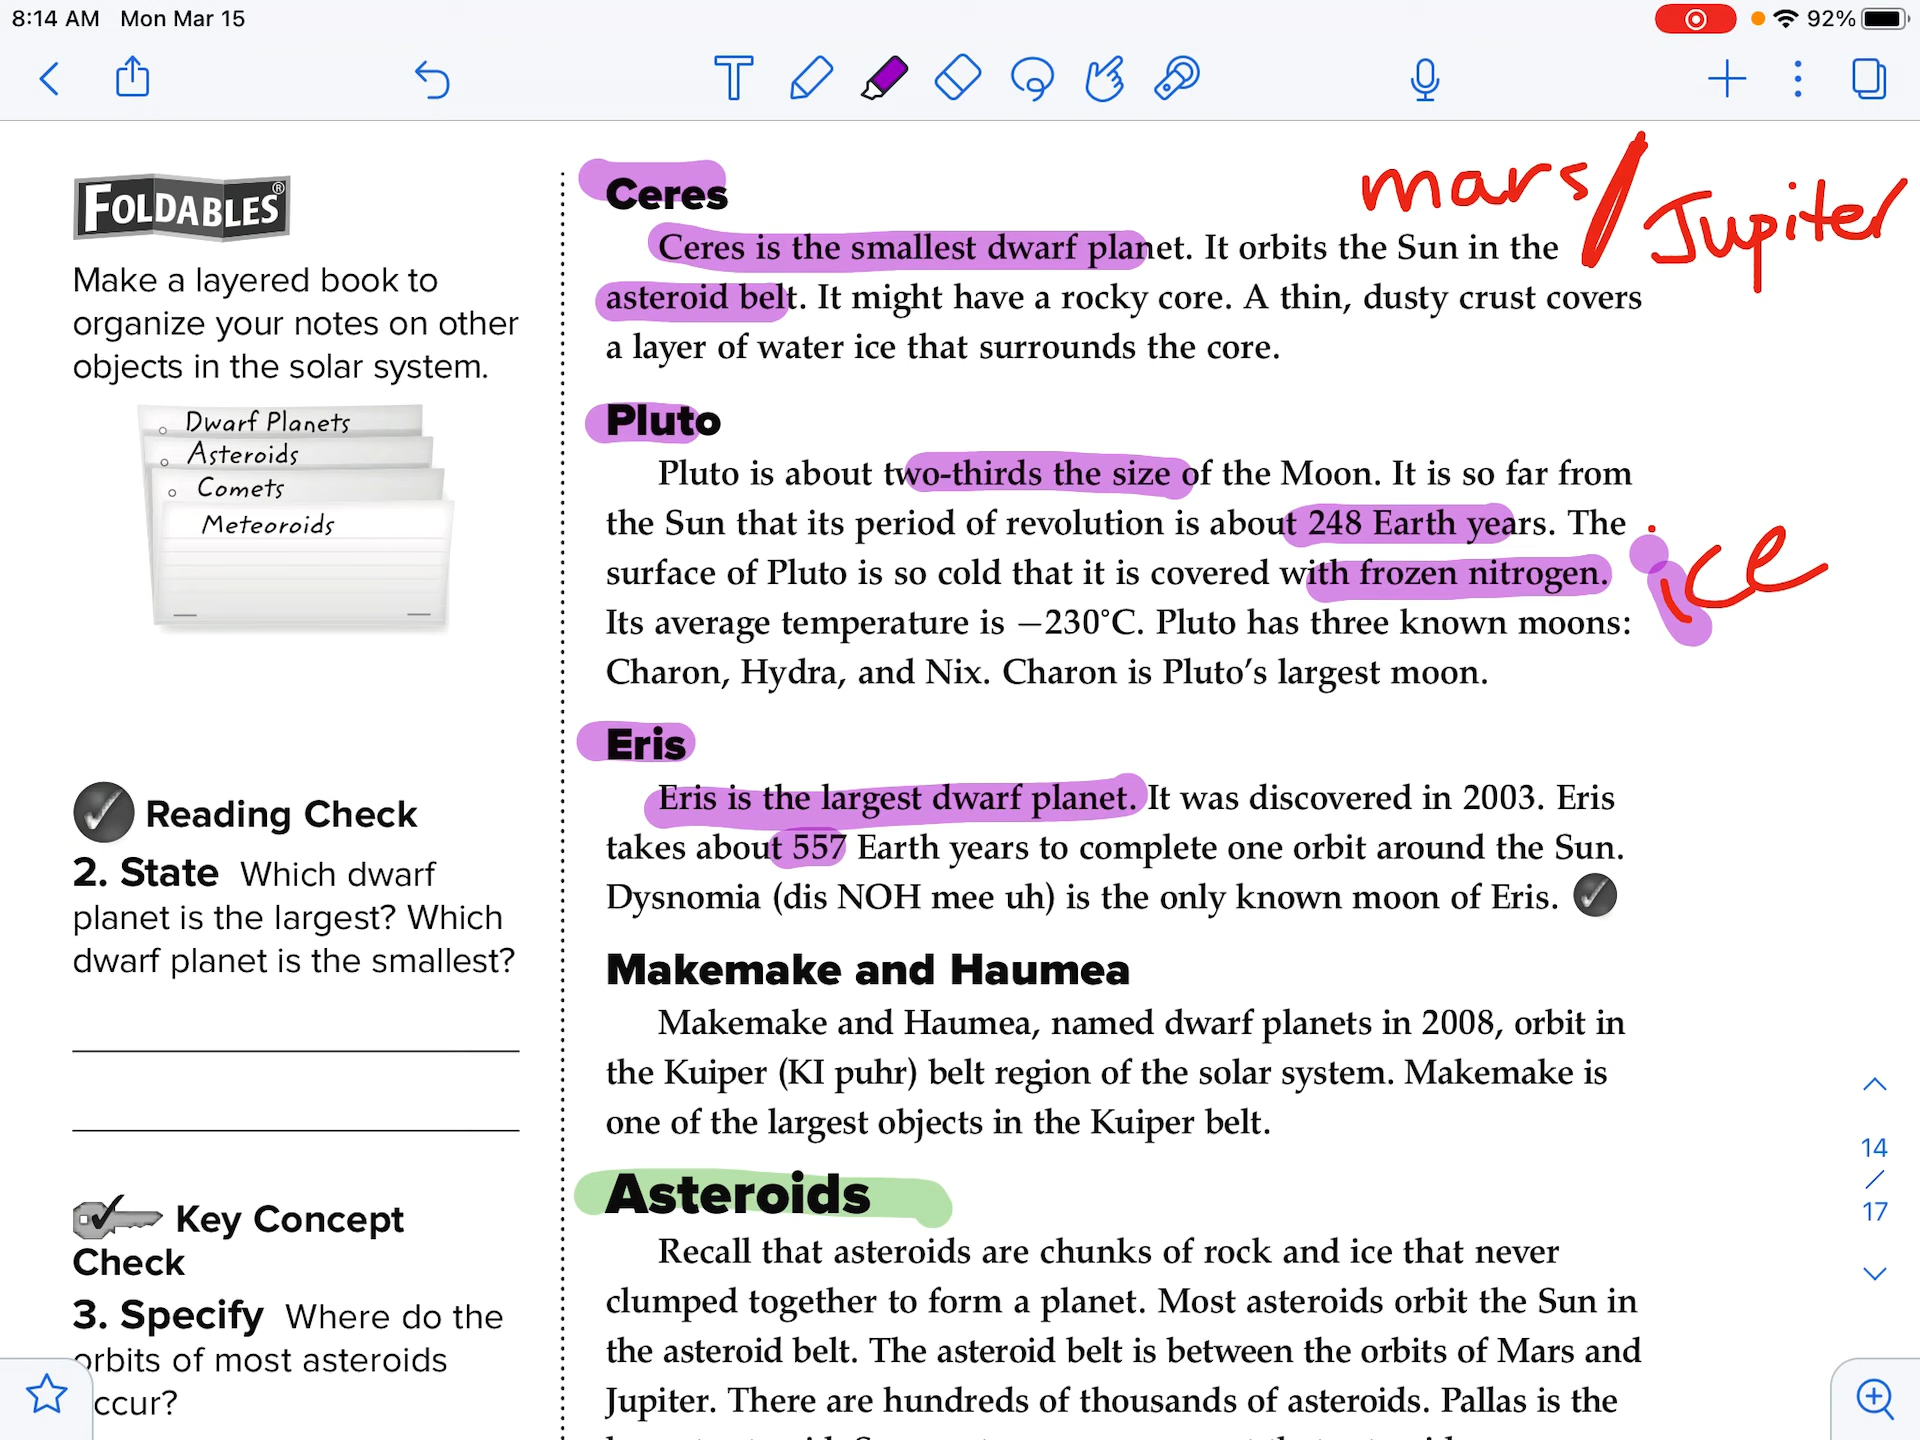 8:14 AM Mon Mar 15
92%
FOLDABLES®
Make a layered book to
organize your notes on other
objects in the solar system.
Dwarf Planets
Asteroids
Comets
Meteoroids
Reading Check
2. State Which dwarf
planet is the largest? Which
dwarf planet is the smallest?
Key Concept
Check
3. Specify Where do the
orbits of most asteroids
ccur?
Ceres
mars/Jupiter
Ceres is the smallest dwarf planet. It orbits the Sun in the
asteroid belt. It might have a rocky core. A thin, dusty crust covers
a layer of water ice that surrounds the core.
Pluto
Pluto is about two-thirds the size of the Moon. It is so far from
the Sun that its period of revolution is about 248 Earth years. The
surface of Pluto is so cold that it is covered with frozen nitrogen.
ice
Its average temperature is −230°C. Pluto has three known moons:
Charon, Hydra, and Nix. Charon is Pluto's largest moon.
Eris
Eris is the largest dwarf planet. It was discovered in 2003. Eris
takes about 557 Earth years to complete one orbit around the Sun.
Dysnomia (dis NOH mee uh) is the only known moon of Eris.
Makemake and Haumea
Makemake and Haumea, named dwarf planets in 2008, orbit in
the Kuiper (KI puhr) belt region of the solar system. Makemake is
one of the largest objects in the Kuiper belt.
Asteroids
Recall that asteroids are chunks of rock and ice that never
clumped together to form a planet. Most asteroids orbit the Sun in
the asteroid belt. The asteroid belt is between the orbits of Mars and
Jupiter. There are hundreds of thousands of asteroids. Pallas is the
14
/
17